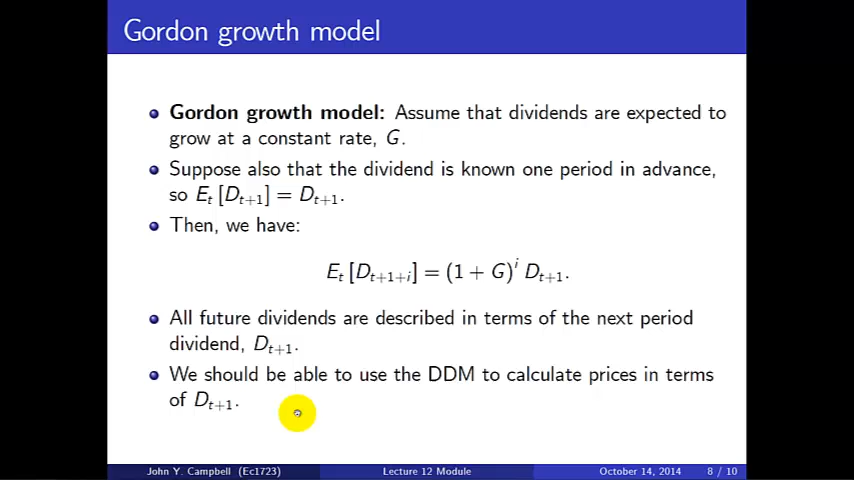 Gordon growth model
Gordon growth model: Assume that dividends are expected to
grow at a constant rate, G.
Suppose also that the dividend is known one period in advance,
so E_t [D_{t+1}] = D_{t+1}.
Then, we have:
E_t [D_{t+1+i}] = (1 + G)^i D_{t+1}.
All future dividends are described in terms of the next period
dividend, D_{t+1}.
We should be able to use the DDM to calculate prices in terms
of D_{t+1}.
John Y. Campbell (Ec1723) Lecture 12 Module October 14, 2014 8 / 10